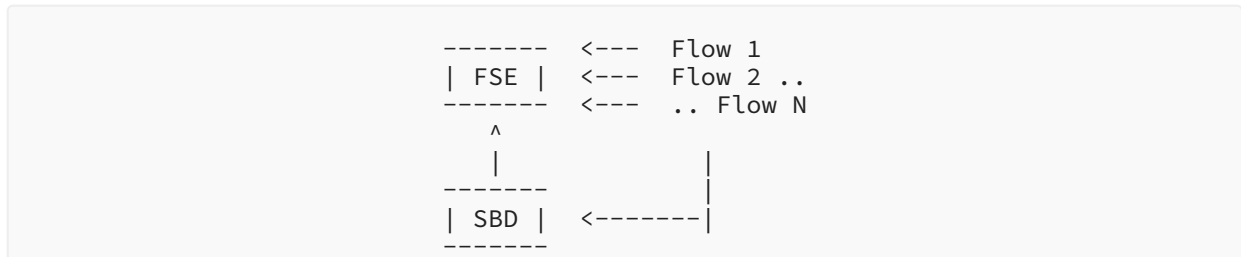 ------- <--- Flow 1
| FSE | <--- Flow 2 ..
------- <--- .. Flow N
^
| |
------- |
| SBD | <-------|
-------